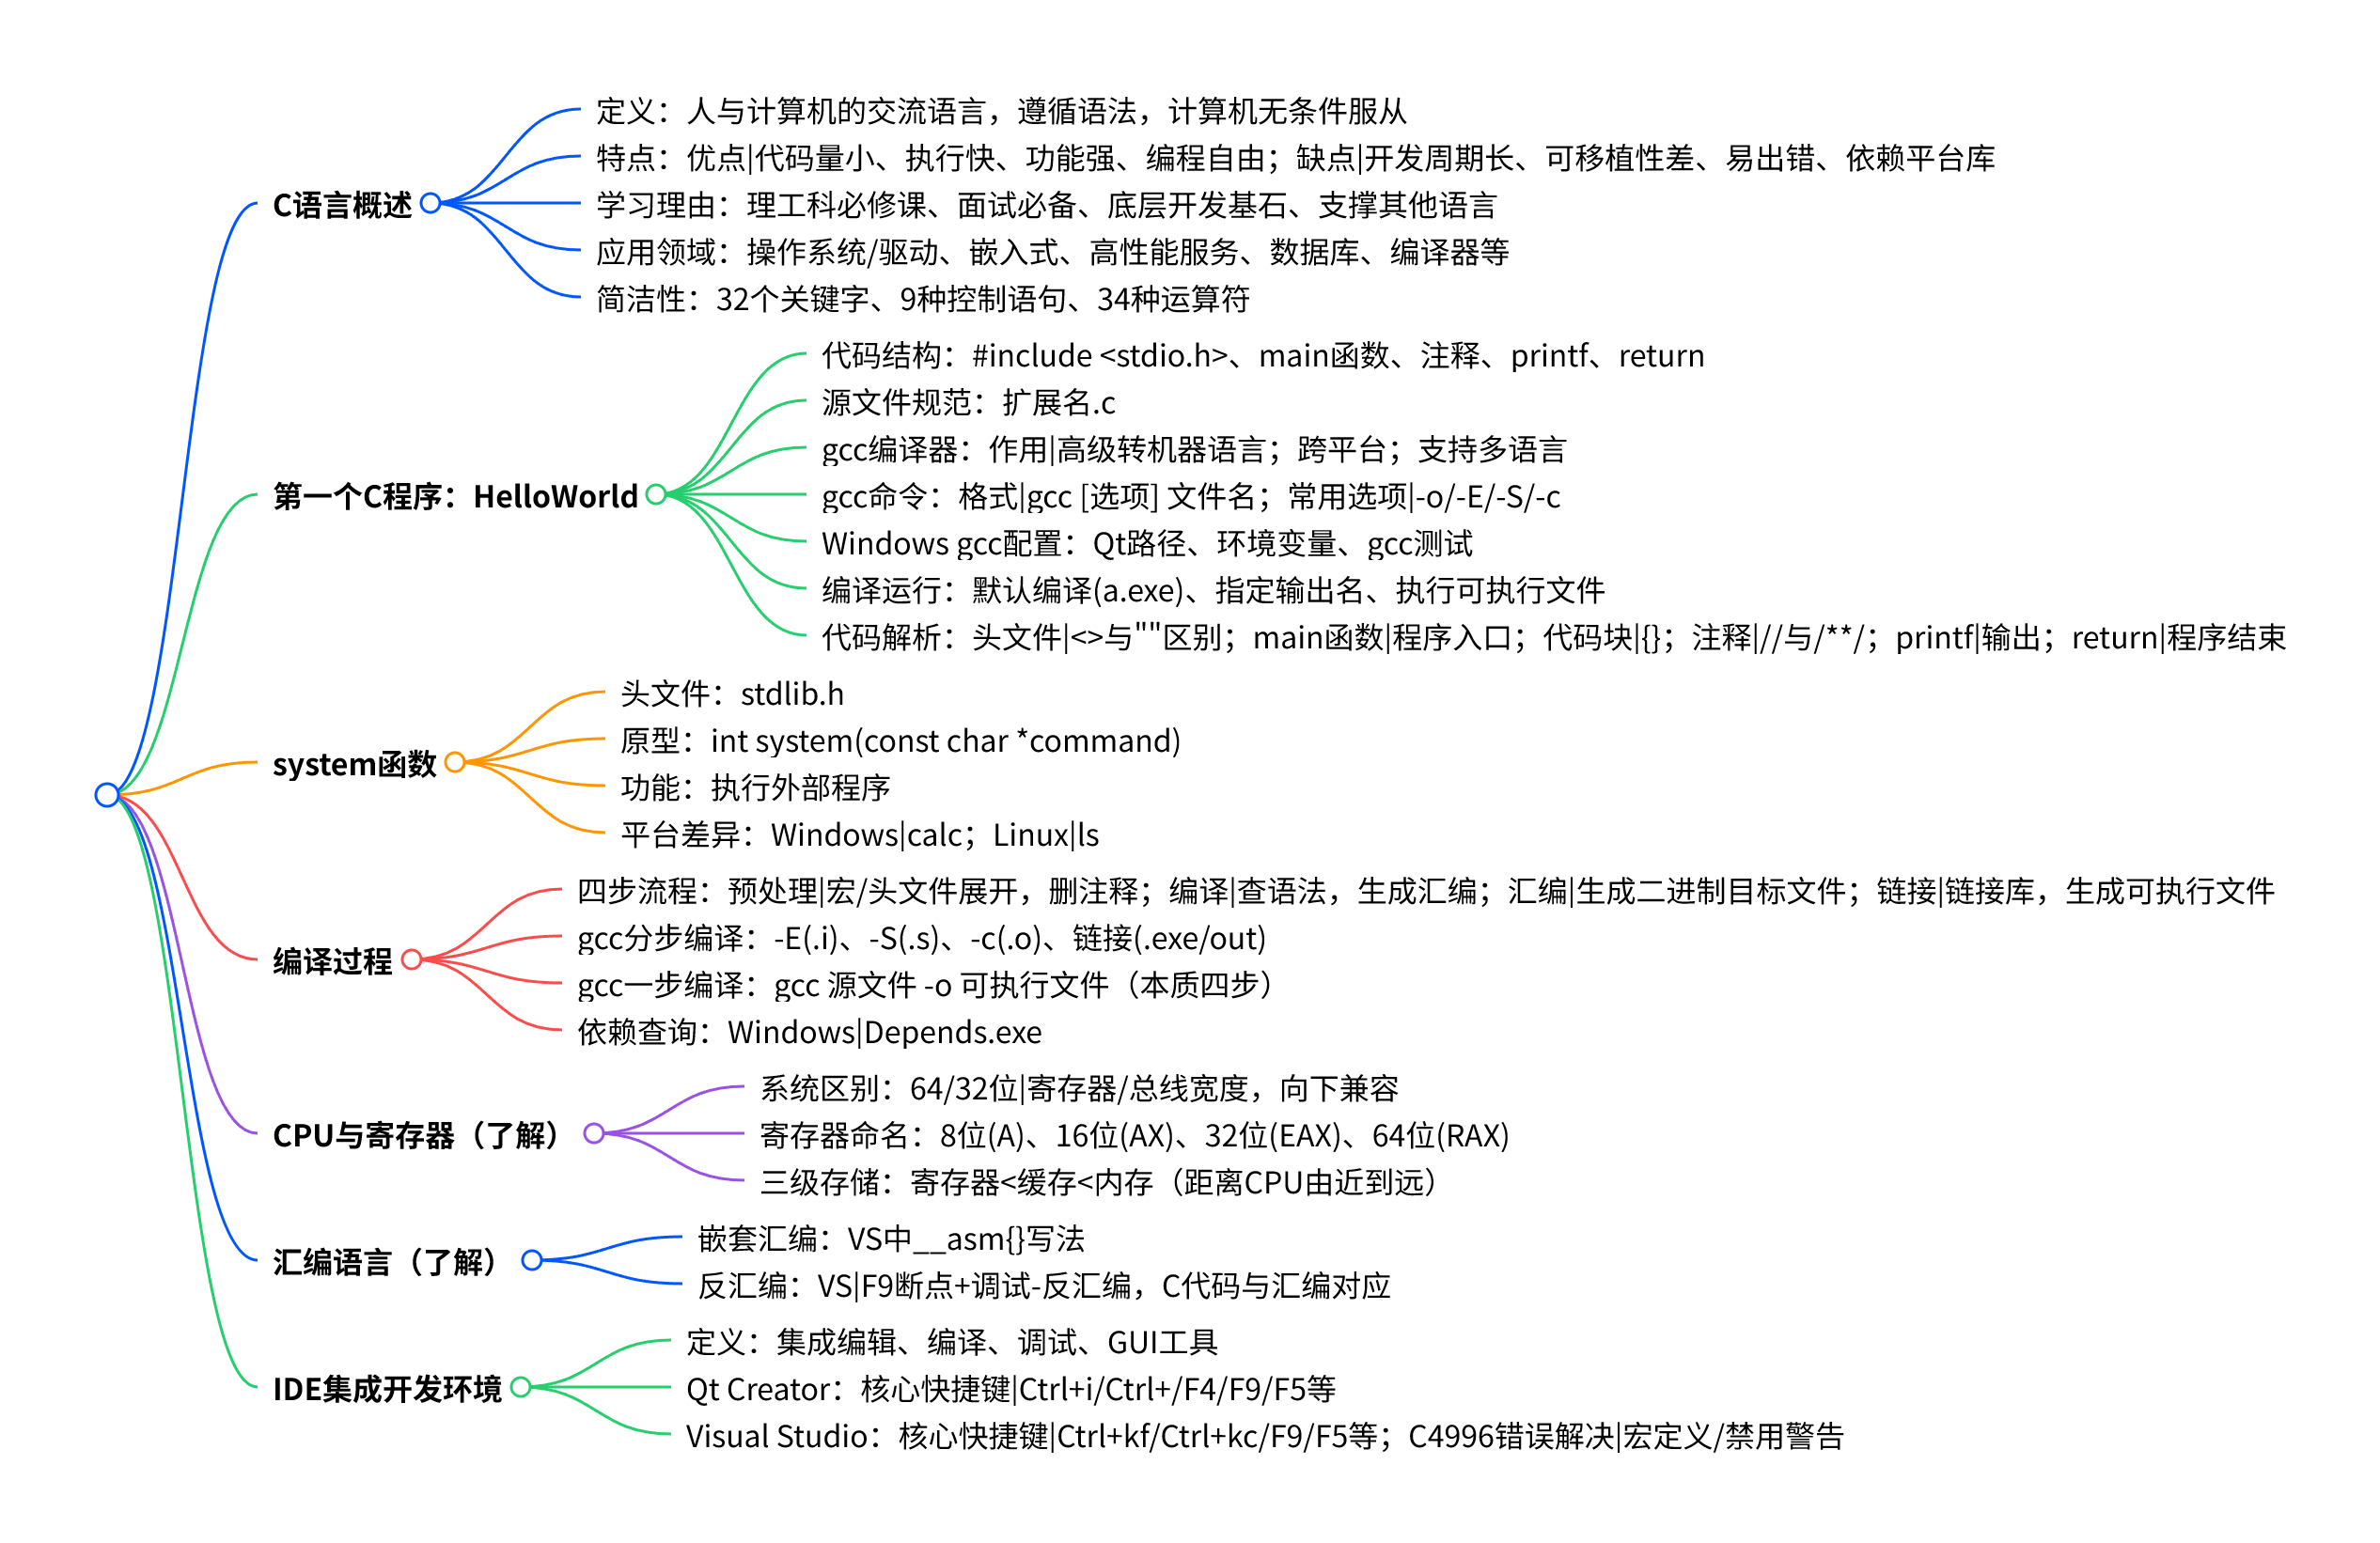 C语言概述
定义：人与计算机的交流语言，遵循语法，计算机无条件服从
特点：优点|代码量小、执行快、功能强、编程自由；缺点|开发周期长、可移植性差、易出错、依赖平台库
学习理由：理工科必修课、面试必备、底层开发基石、支撑其他语言
应用领域：操作系统/驱动、嵌入式、高性能服务、数据库、编译器等
简洁性：32个关键字、9种控制语句、34种运算符
第一个C程序：HelloWorld
代码结构：#include <stdio.h>、main函数、注释、printf、return
源文件规范：扩展名.c
gcc编译器：作用|高级转机器语言；跨平台；支持多语言
gcc命令：格式|gcc [选项] 文件名；常用选项|-o/-E/-S/-c
Windows gcc配置：Qt路径、环境变量、gcc测试
编译运行：默认编译(a.exe)、指定输出名、执行可执行文件
代码解析：头文件|<>与""区别；main函数|程序入口；代码块|{}；注释|//与/**/；printf|输出；return|程序结束
system函数
头文件：stdlib.h
原型：int system(const char *command)
功能：执行外部程序
平台差异：Windows|calc；Linux|ls
编译过程
四步流程：预处理|宏/头文件展开，删注释；编译|查语法，生成汇编；汇编|生成二进制目标文件；链接|链接库，生成可执行文件
gcc分步编译：-E(.i)、-S(.s)、-c(.o)、链接(.exe/out)
gcc一步编译：gcc 源文件 -o 可执行文件（本质四步）
依赖查询：Windows|Depends.exe
CPU与寄存器（了解）
系统区别：64/32位|寄存器/总线宽度，向下兼容
寄存器命名：8位(A)、16位(AX)、32位(EAX)、64位(RAX)
三级存储：寄存器<缓存<内存（距离CPU由近到远）
汇编语言（了解）
嵌套汇编：VS中__asm{}写法
反汇编：VS|F9断点+调试-反汇编，C代码与汇编对应
IDE集成开发环境
定义：集成编辑、编译、调试、GUI工具
Qt Creator：核心快捷键|Ctrl+i/Ctrl+/F4/F9/F5等
Visual Studio：核心快捷键|Ctrl+kf/Ctrl+kc/F9/F5等；C4996错误解决|宏定义/禁用警告